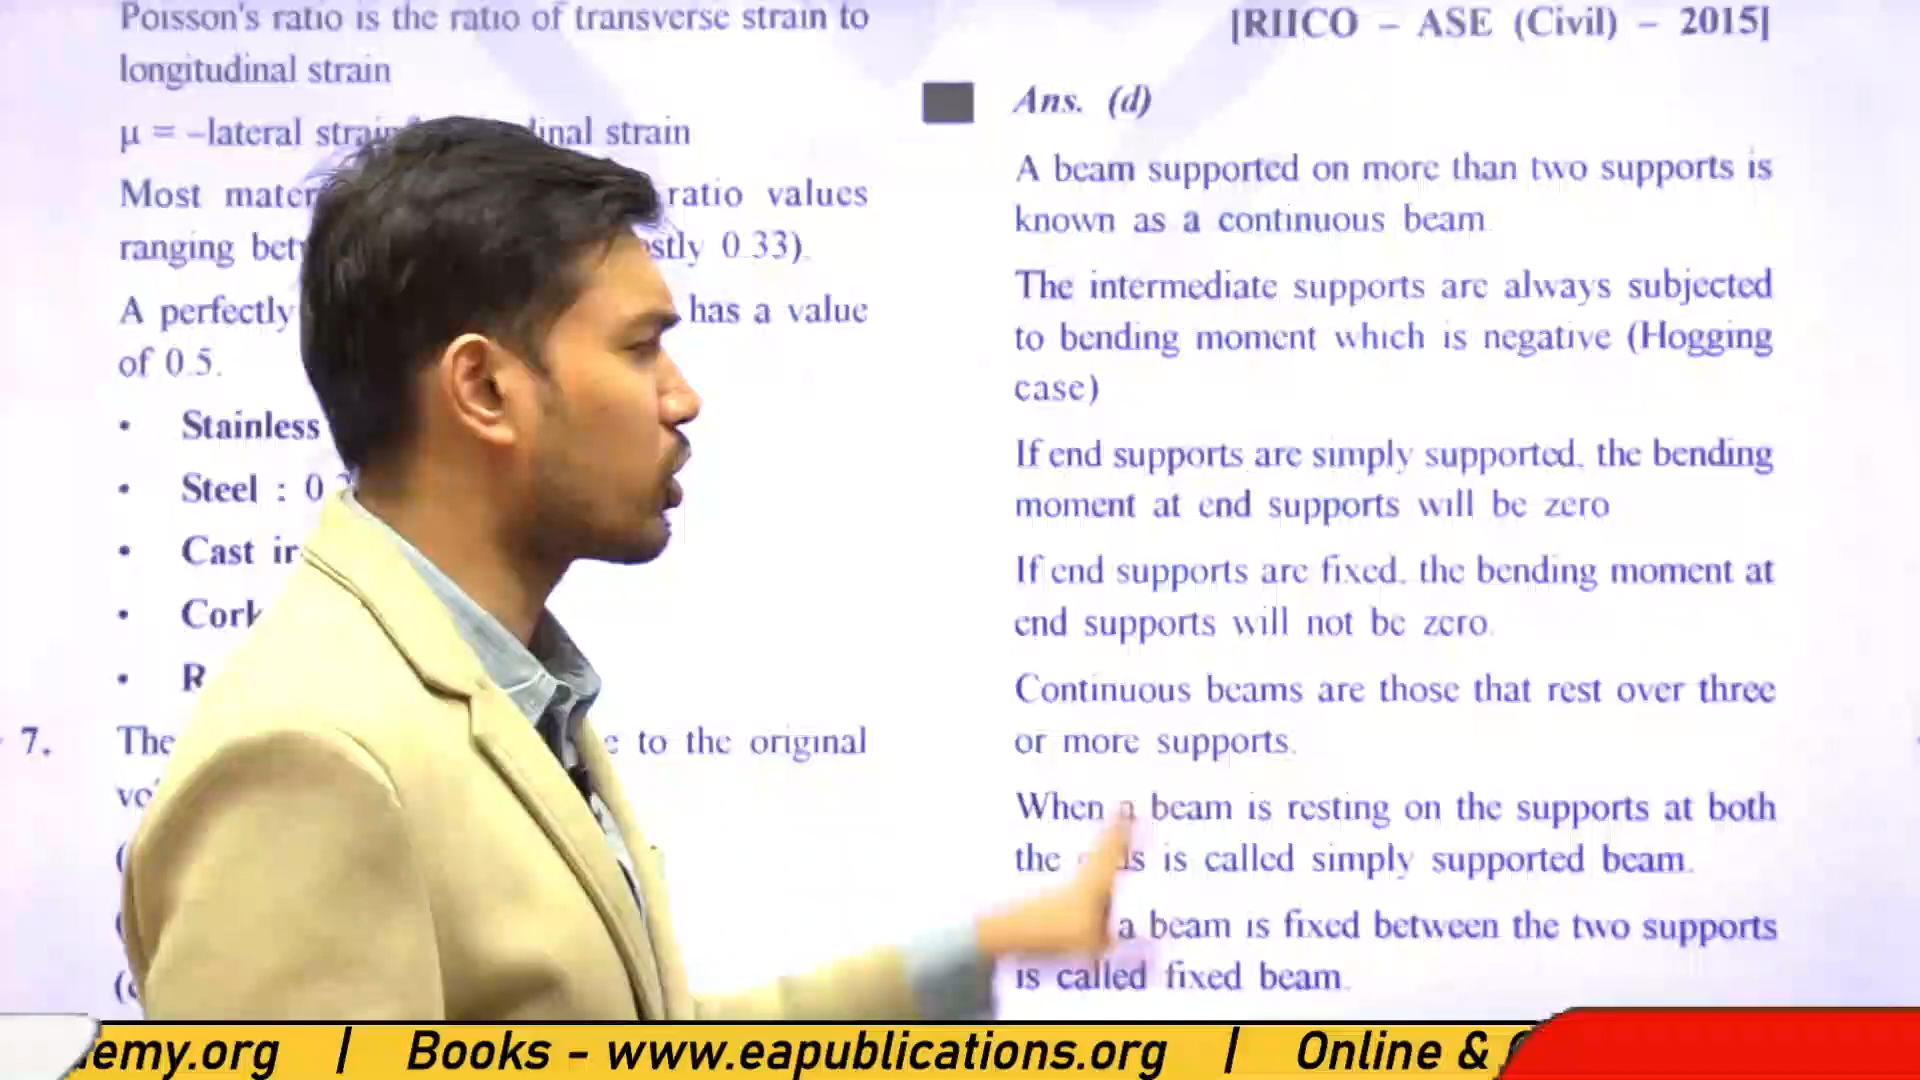 Poisson's ratio is the ratio of transverse strain to
longitudinal strain
μ = –lateral strain strain
Most ratio values
ranging 0.33).
A perfectly has a value
of 0.5.
• Stainless
• Steel : 0
• Cast
•
•
7. The to the original
[RIICO – ASE (Civil) – 2015]
Ans. (d)
A beam supported on more than two supports is
known as a continuous beam
The intermediate supports are always subjected
to bending moment which is negative (Hogging
case)
If end supports are simply supported, the bending
moment at end supports will be zero
If end supports are fixed, the bending moment at
end supports will not be zero.
Continuous beams are those that rest over three
or more supports.
When a beam is resting on the supports at both
the is called simply supported beam.
a beam is fixed between the two supports
is called fixed beam.
demy.org | Books - www.eapublications.org | Online &